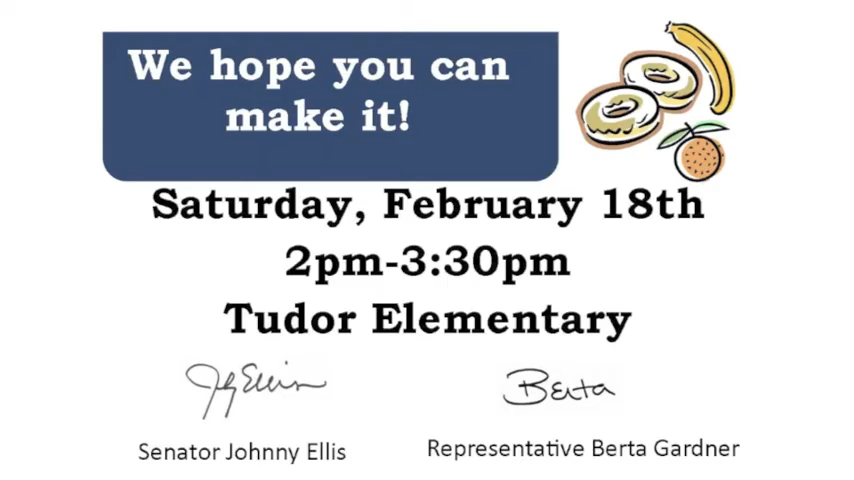 We hope you can
make it!
Saturday, February 18th
2pm-3:30pm
Tudor Elementary
Berta
Senator Johnny Ellis
Representative Berta Gardner